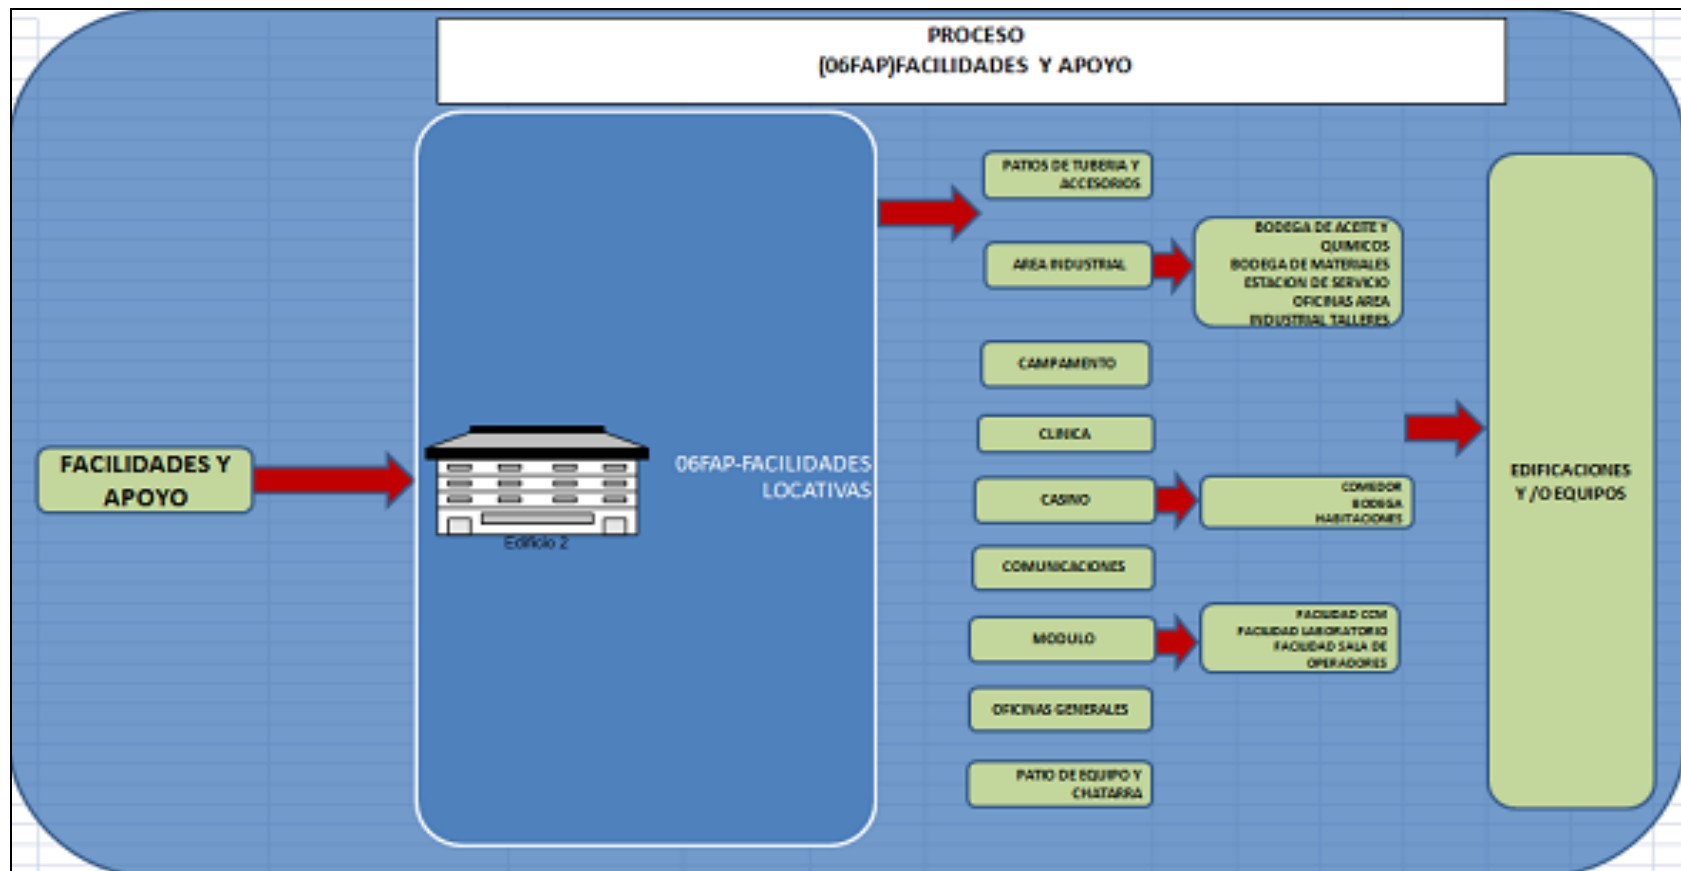 PROCESO
(06FAP)FACILIDADES Y APOYO
FACILIDADES Y
APOYO
Edificio 2
06FAP-FACILIDADES
LOCATIVAS
PATIOS DE TUBERIA Y
ACCESORIOS
AREA INDUSTRIAL
BODEGA DE ACEITE Y
QUIMICOS
BODEGA DE MATERIALES
ESTACION DE SERVICIO
OFICINAS AREA
INDUSTRIAL TALLERES
CAMPAMENTO
CLINICA
CASINO
COMEDOR
BODEGA
HABITACIONES
COMUNICACIONES
MODULO
FACILIDAD CCM
FACILIDAD LABORATORIO
FACILIDAD SALA DE
OPERADORES
OFICINAS GENERALES
PATIO DE EQUIPO Y
CHATARRA
EDIFICACIONES
Y /O EQUIPOS